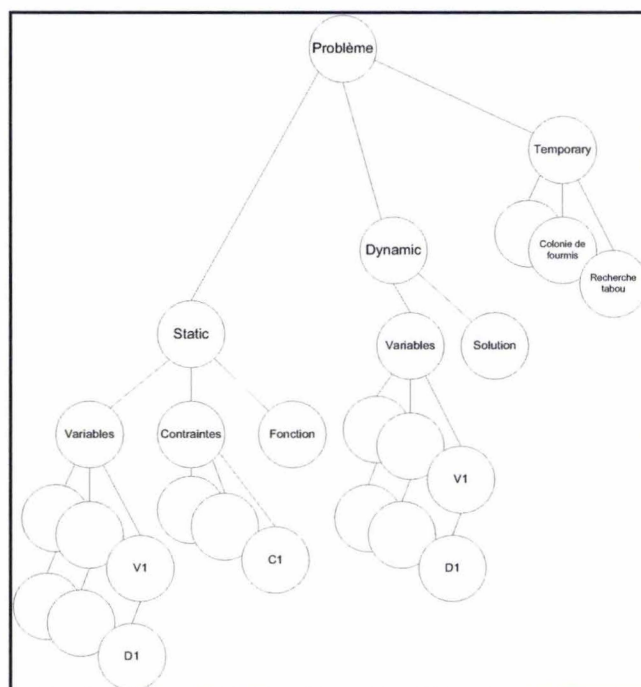 Problème
Temporary
Colonie de
fourmis
Recherche
tabou
Dynamic
Static
Variables
Solution
Variables
Contraintes
Fonction
V1
D1
C1
V1
D1